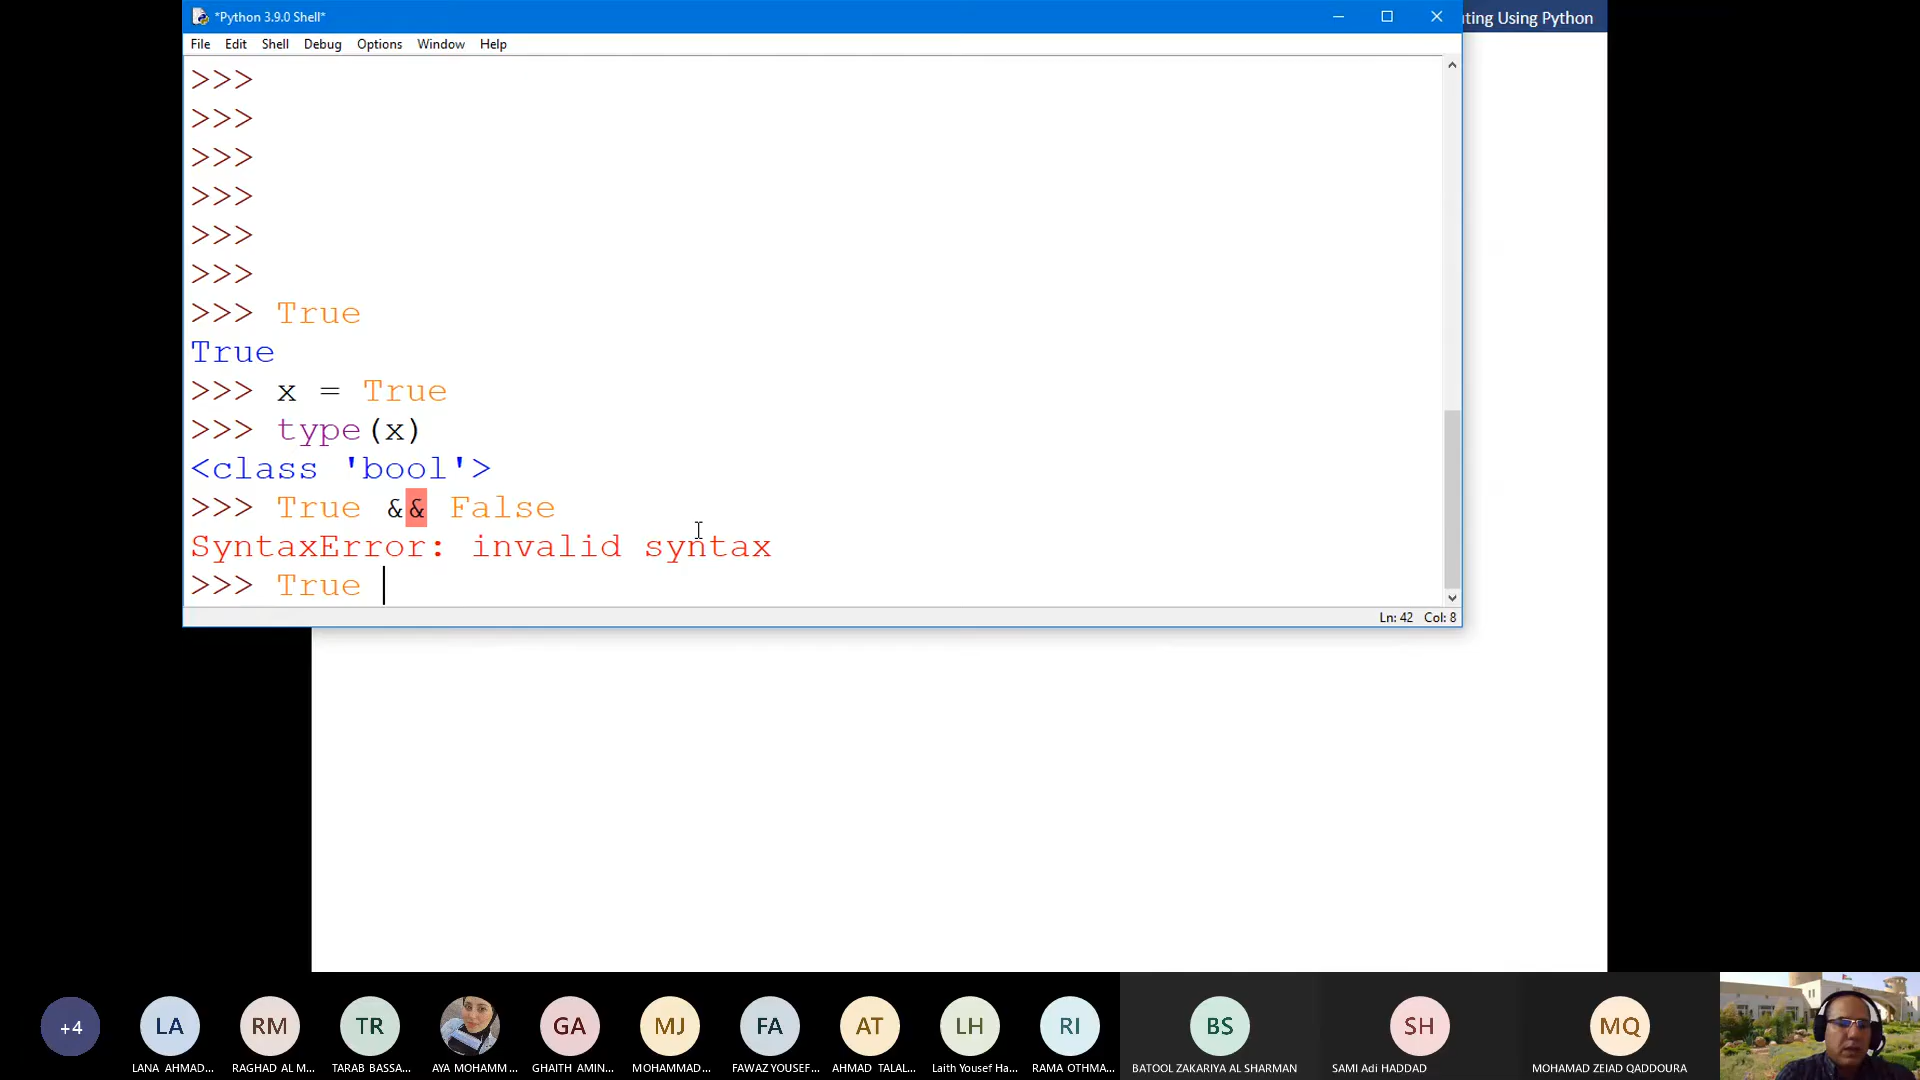 *Python 3.9.0 Shell*
ting Using Python
File Edit Shell Debug Options Window Help
>>>
>>>
>>>
>>>
>>>
>>>
>>> True
True
>>> x = True
>>> type(x)
<class 'bool'>
>>> True && False
SyntaxError: invalid syntax
>>> True
Ln: 42 Col: 8
+4 LA RM TR GA MJ FA AT LH RI BS SH MQ
LANA AHMAD... RAGHAD AL M... TARAB BASSA... AYA MOHAMM... GHAITH AMIN... MOHAMMAD... FAWAZ YOUSEF... AHMAD TALAL... Laith Yousef Ha... RAMA OTHMA... BATOOL ZAKARIYA AL SHARMAN SAMI Adi HADDAD MOHAMAD ZEIAD QADDOURA